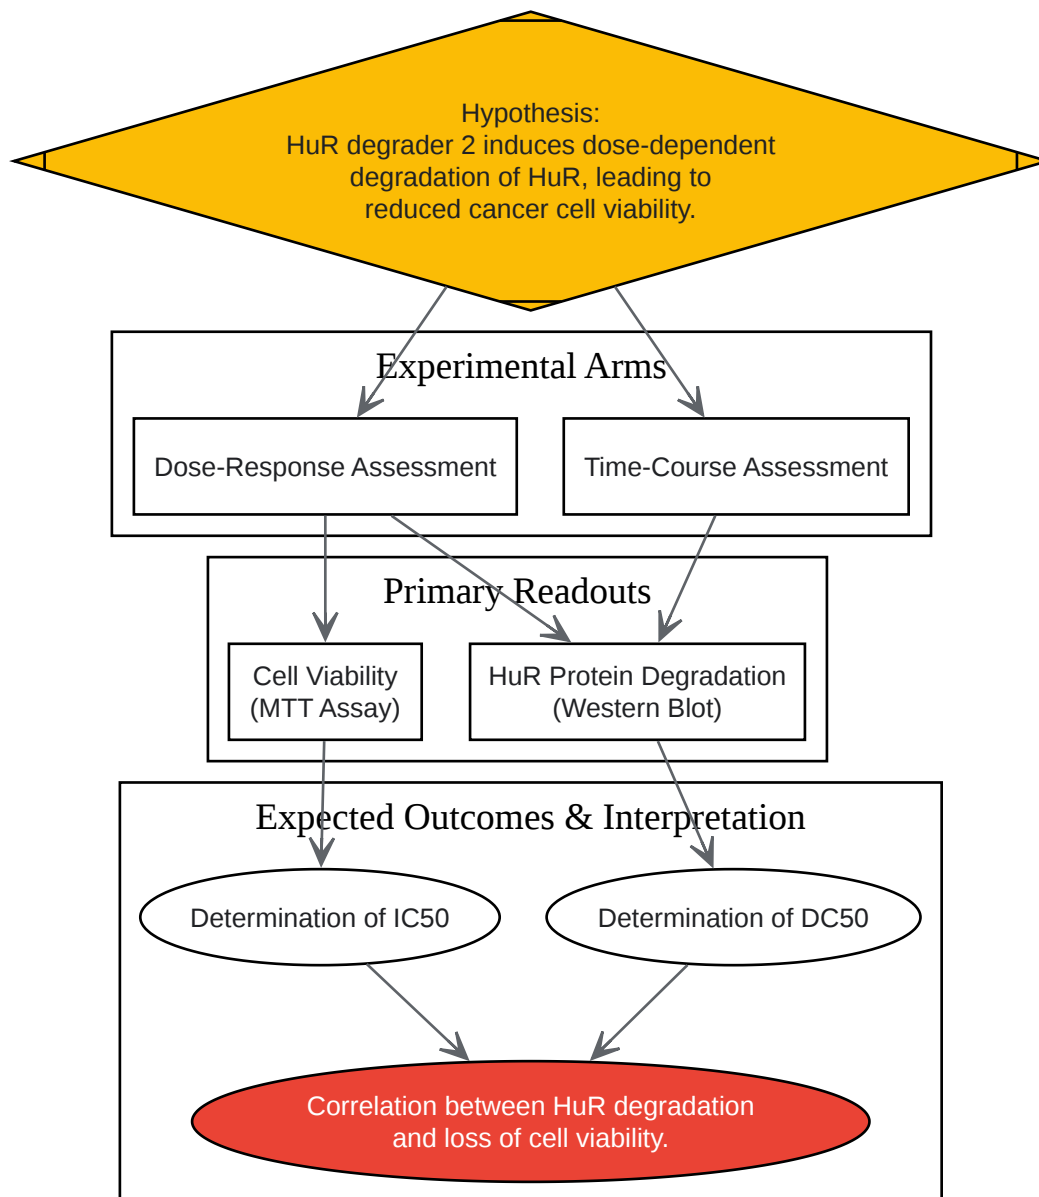 Hypothesis:
HuR degrader 2 induces dose-dependent
degradation of HuR, leading to
reduced cancer cell viability.
Experimental Arms
Dose-Response Assessment
Time-Course Assessment
Primary Readouts
Cell Viability
(MTT Assay)
HuR Protein Degradation
(Western Blot)
Expected Outcomes & Interpretation
Determination of IC50
Determination of DC50
Correlation between HuR degradation
and loss of cell viability.